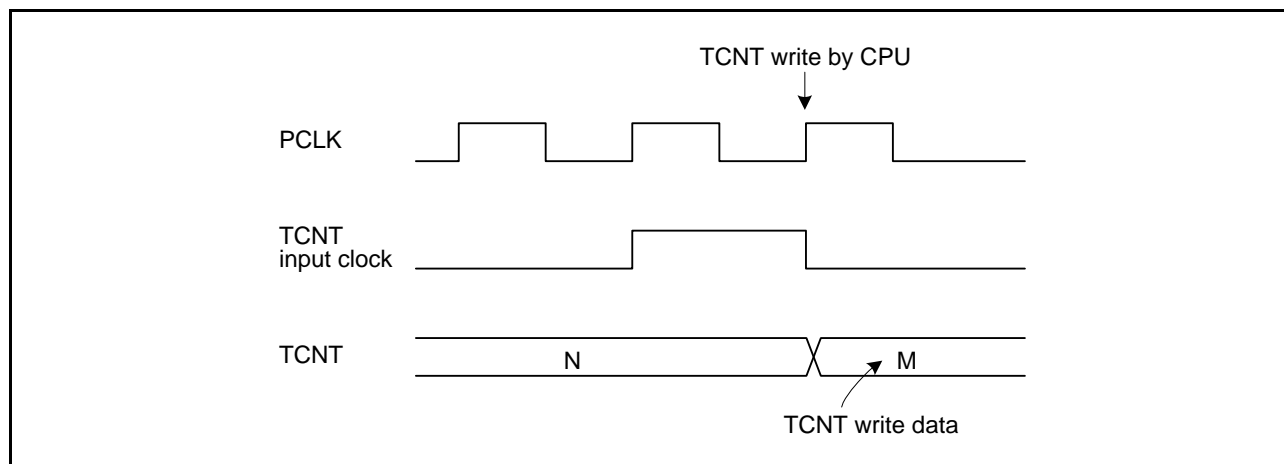 TCNT write by CPU
PCLK
TCNT
input clock
TCNT
N
M
TCNT write data